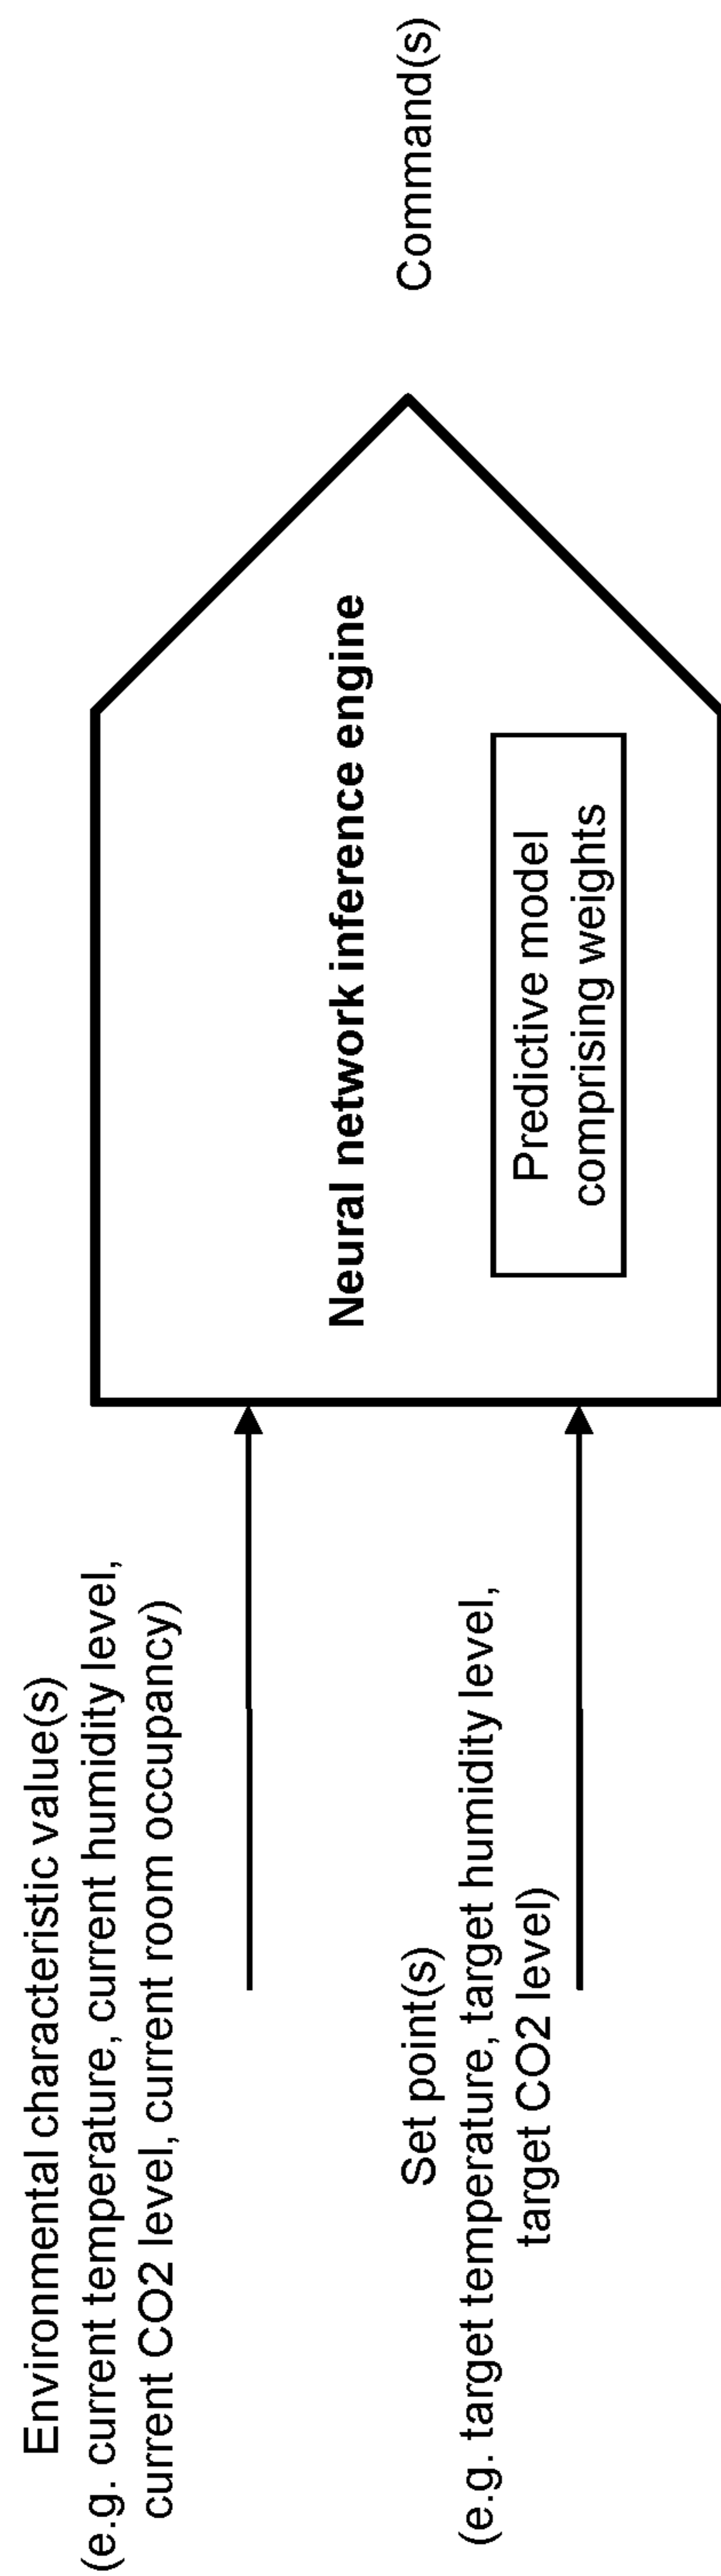 Environmental characteristic value(s)
(e.g. current temperature, current humidity level,
current CO2 level, current room occupancy)
Set point(s)
(e.g. target temperature, target humidity level,
target CO2 level)
Neural network inference engine
Predictive model
comprising weights
Command(s)